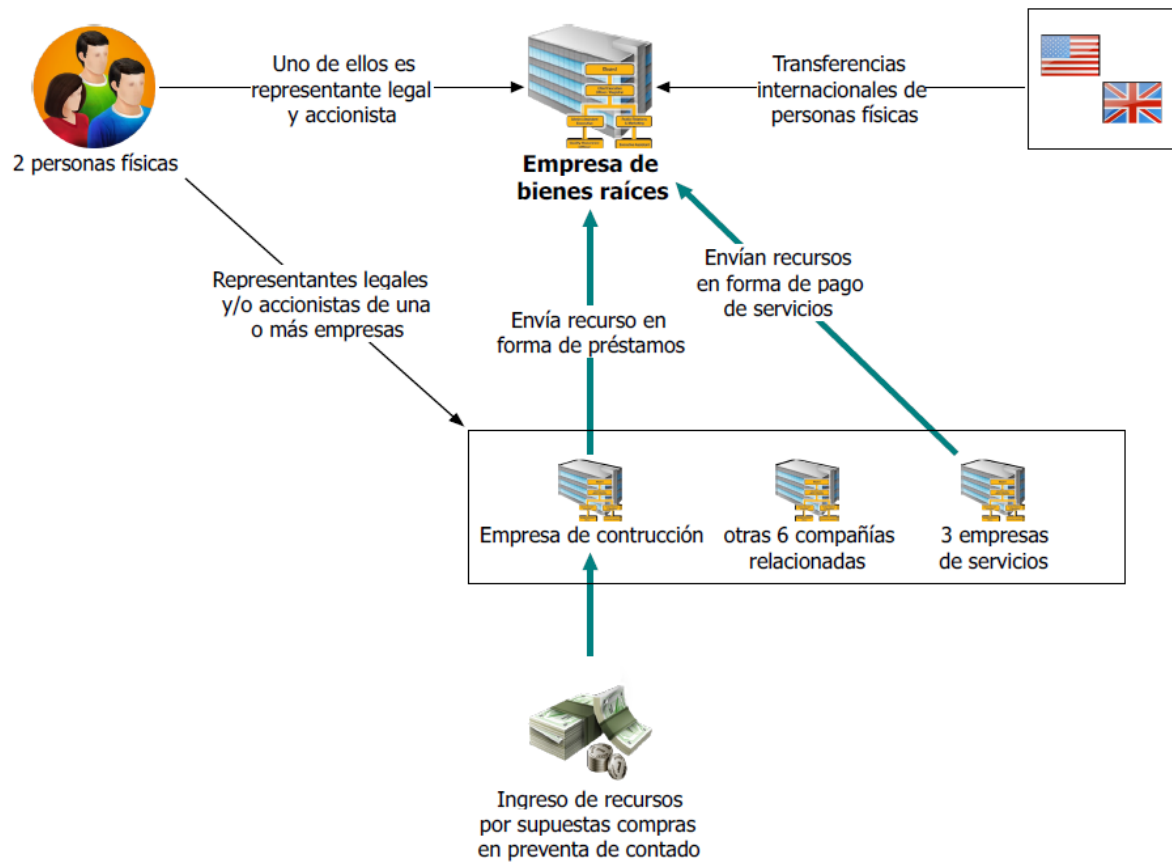 Uno de ellos es
representante legal
y accionista
Transferencias
internacionales de
personas físicas
2 personas físicas
Empresa de
bienes raíces
Representantes legales
y/o accionistas de una
o más empresas
Envía recurso en
forma de préstamos
Envían recursos
en forma de pago
de servicios
Empresa de contrucción
otras 6 compañías
relacionadas
3 empresas
de servicios
Ingreso de recursos
por supuestas compras
en preventa de contado